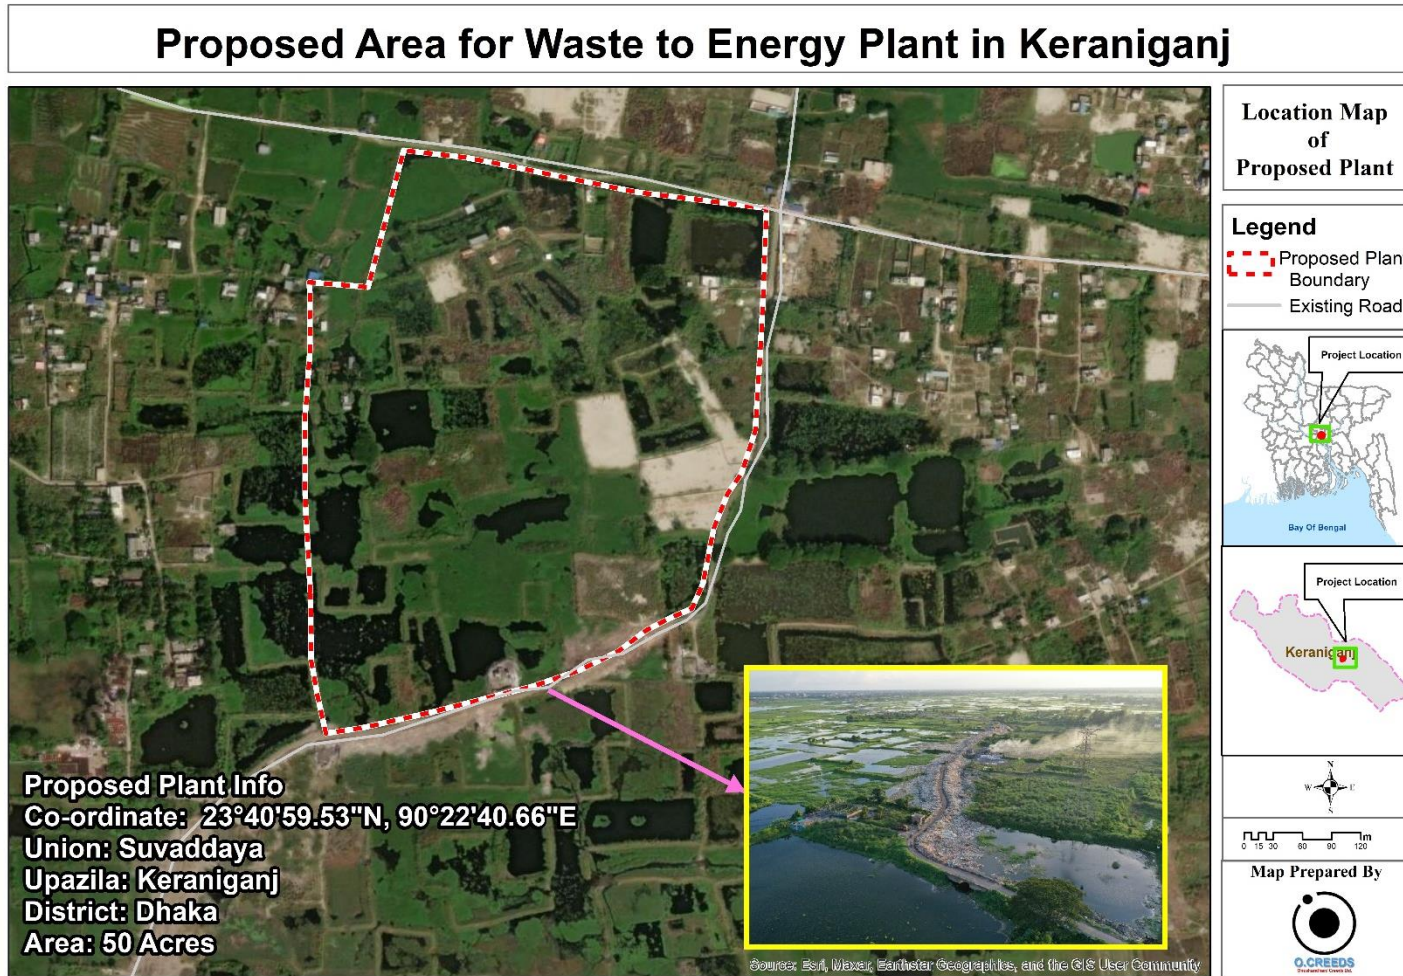 Proposed Area for Waste to Energy Plant in Keraniganj
Location Map
of
Proposed Plant
Legend
Proposed Plant
Boundary
Existing Road
Project Location
Bay Of Bengal
Project Location
Keraniganj
N
W
E
S
0 15 30 60 90 120
m
Map Prepared By
O.CREEDS
Proposed Plant Info
Co-ordinate: 23°40'59.53"N, 90°22'40.66"E
Union: Suvaddaya
Upazila: Keraniganj
District: Dhaka
Area: 50 Acres
Source: Esri, Maxar, Earthstar Geographics, and the GIS User Community